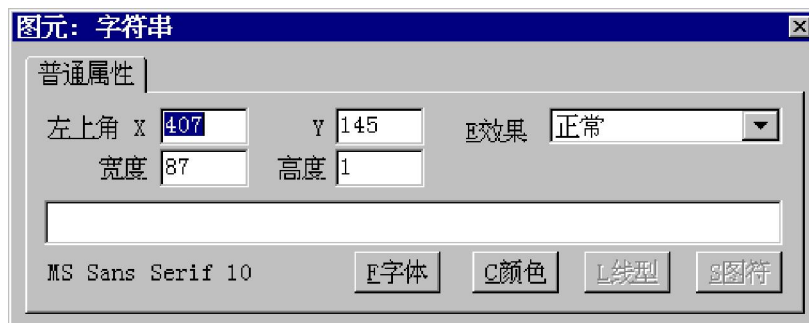 图元：字符串
普通属性
左上角 X 407 Y 145 E效果 正常
宽度 87 高度 1
MS Sans Serif 10 F字体 C颜色 L线型 S图符